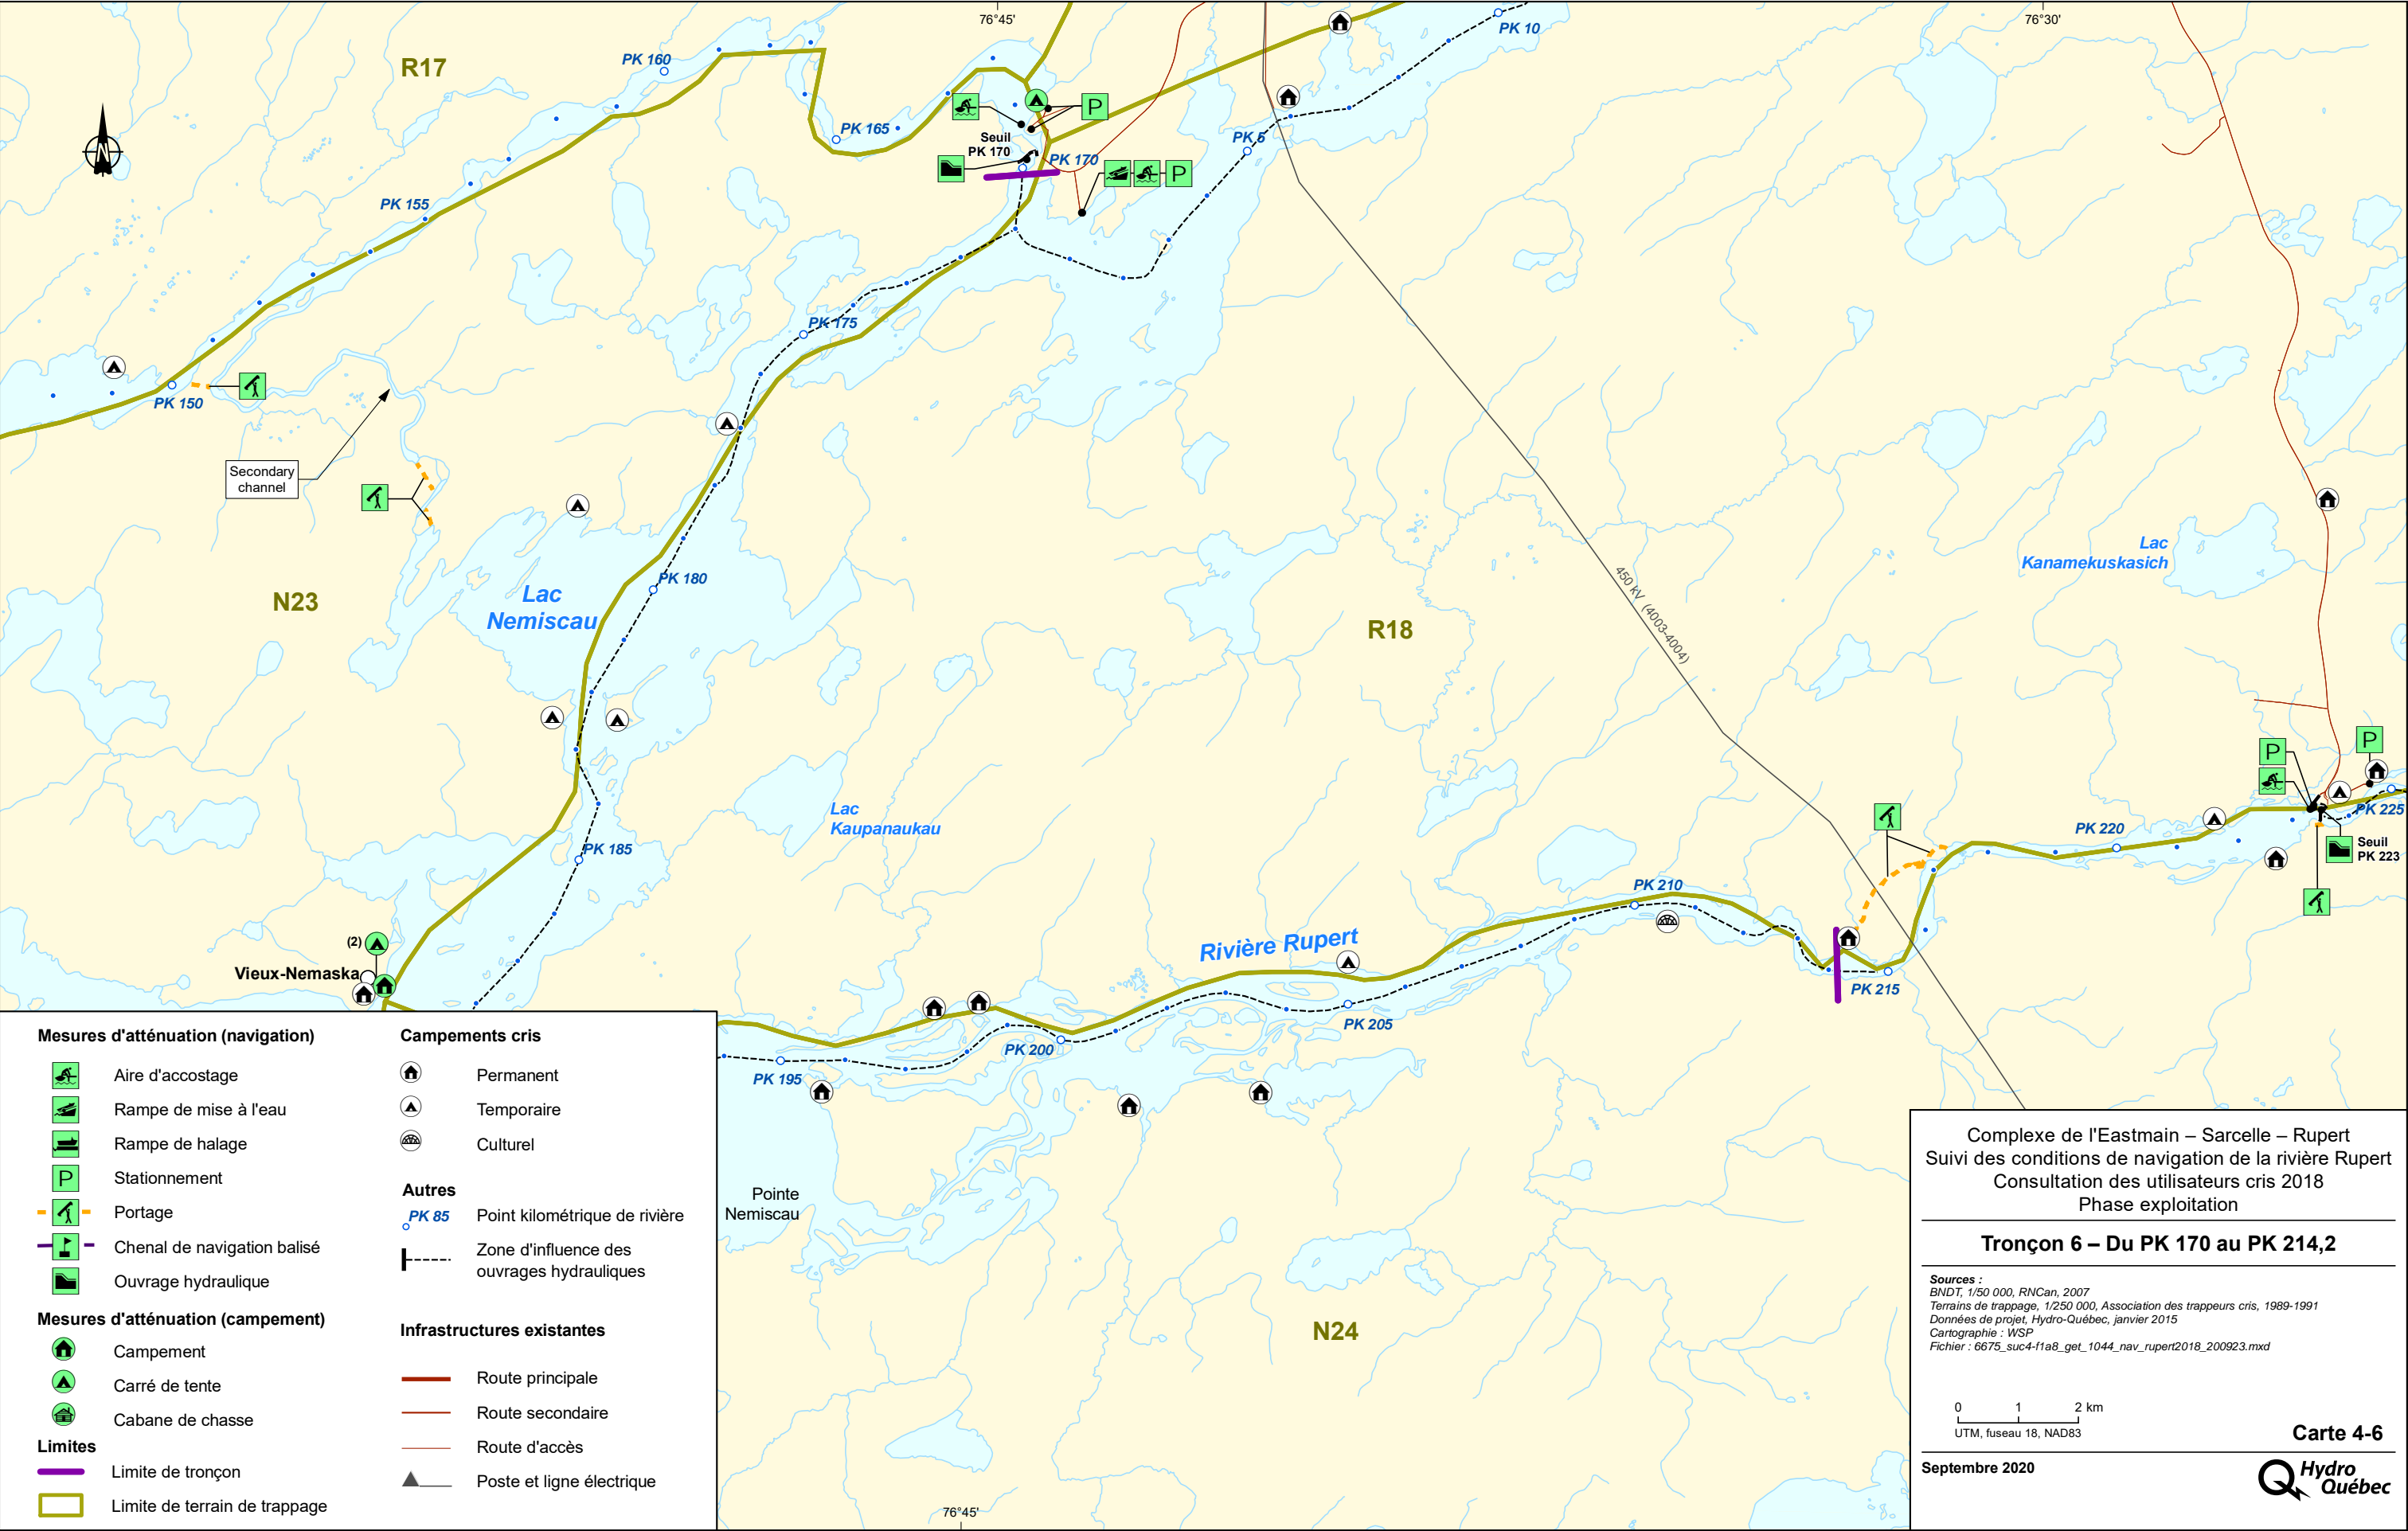 76°45'
76°30'
PK 10
R17
PK 160
PK 165
Seuil
PK 170
PK 170
P
P
PK 5
PK 155
PK 175
PK 150
Secondary
channel
N23
Lac
Nemiscau
PK 180
R18
450 kV (4003-4004)
Lac
Kanamekuskasich
Lac
Kaupanaukau
PK 185
P
P
PK 225
PK 220
Seuil
PK 223
PK 210
Rivière Rupert
PK 215
PK 205
PK 200
PK 195
(2)
Vieux-Nemaska
Pointe
Nemiscau
N24
76°45'
N
Mesures d'atténuation (navigation)
Aire d'accostage
Rampe de mise à l'eau
Rampe de halage
P Stationnement
Portage
Chenal de navigation balisé
Ouvrage hydraulique
Mesures d'atténuation (campement)
Campement
Carré de tente
Cabane de chasse
Limites
Limite de tronçon
Limite de terrain de trappage
Campements cris
Permanent
Temporaire
Culturel
Autres
PK 85 Point kilométrique de rivière
Zone d'influence des
ouvrages hydrauliques
Infrastructures existantes
Route principale
Route secondaire
Route d'accès
Poste et ligne électrique
Complexe de l'Eastmain – Sarcelle – Rupert
Suivi des conditions de navigation de la rivière Rupert
Consultation des utilisateurs cris 2018
Phase exploitation
Tronçon 6 – Du PK 170 au PK 214,2
Sources :
BNDT, 1/50 000, RNCan, 2007
Terrains de trappage, 1/250 000, Association des trappeurs cris, 1989-1991
Données de projet, Hydro-Québec, janvier 2015
Cartographie : WSP
Fichier : 6675_suc4-f1a8_get_1044_nav_rupert2018_200923.mxd
0 1 2 km
UTM, fuseau 18, NAD83
Carte 4-6
Septembre 2020
Hydro
Québec